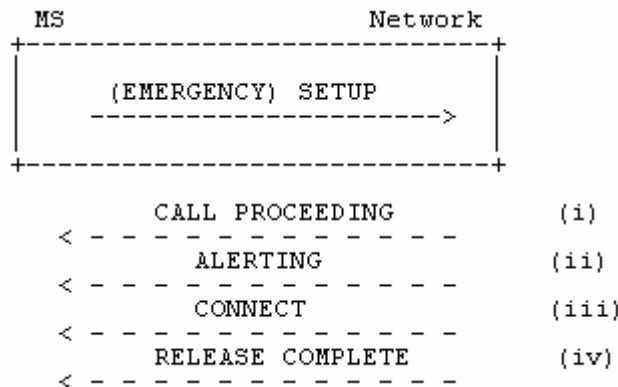 MS Network
(EMERGENCY) SETUP
CALL PROCEEDING (i)
ALERTING (ii)
CONNECT (iii)
RELEASE COMPLETE (iv)